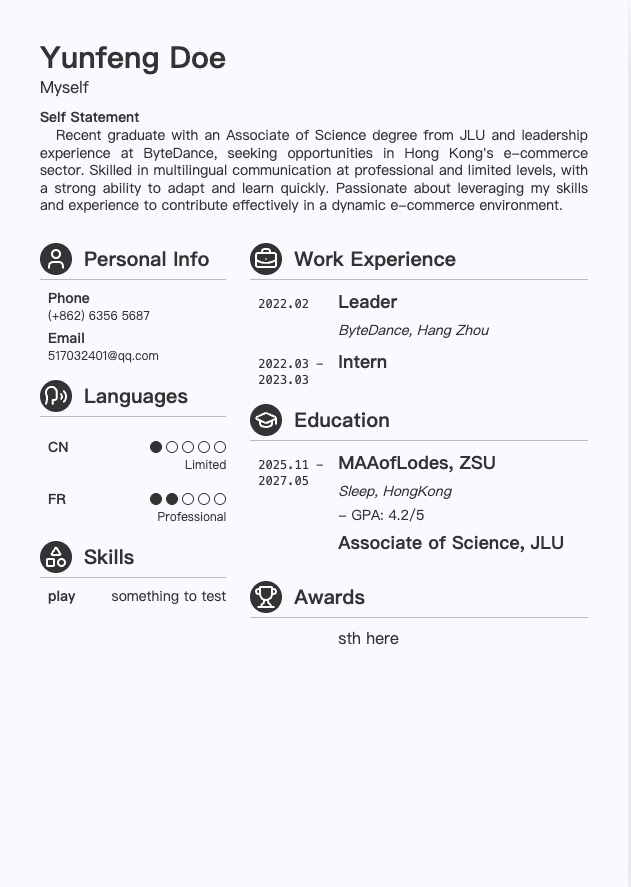 Yunfeng Doe
Myself
Self Statement
Recent graduate with an Associate of Science degree from JLU and leadership
experience at ByteDance, seeking opportunities in Hong Kong's e-commerce
sector. Skilled in multilingual communication at professional and limited levels, with
a strong ability to adapt and learn quickly. Passionate about leveraging my skills
and experience to contribute effectively in a dynamic e-commerce environment.
Personal Info
Phone
(+862) 6356 5687
Email
517032401@qq.com
Languages
CN
Limited
FR
Professional
Skills
play something to test
Work Experience
2022.02 Leader
ByteDance, Hang Zhou
2022.03 - Intern
2023.03
Education
2025.11 - MAAofLodes, ZSU
2027.05
Sleep, HongKong
- GPA: 4.2/5
Associate of Science, JLU
Awards
sth here